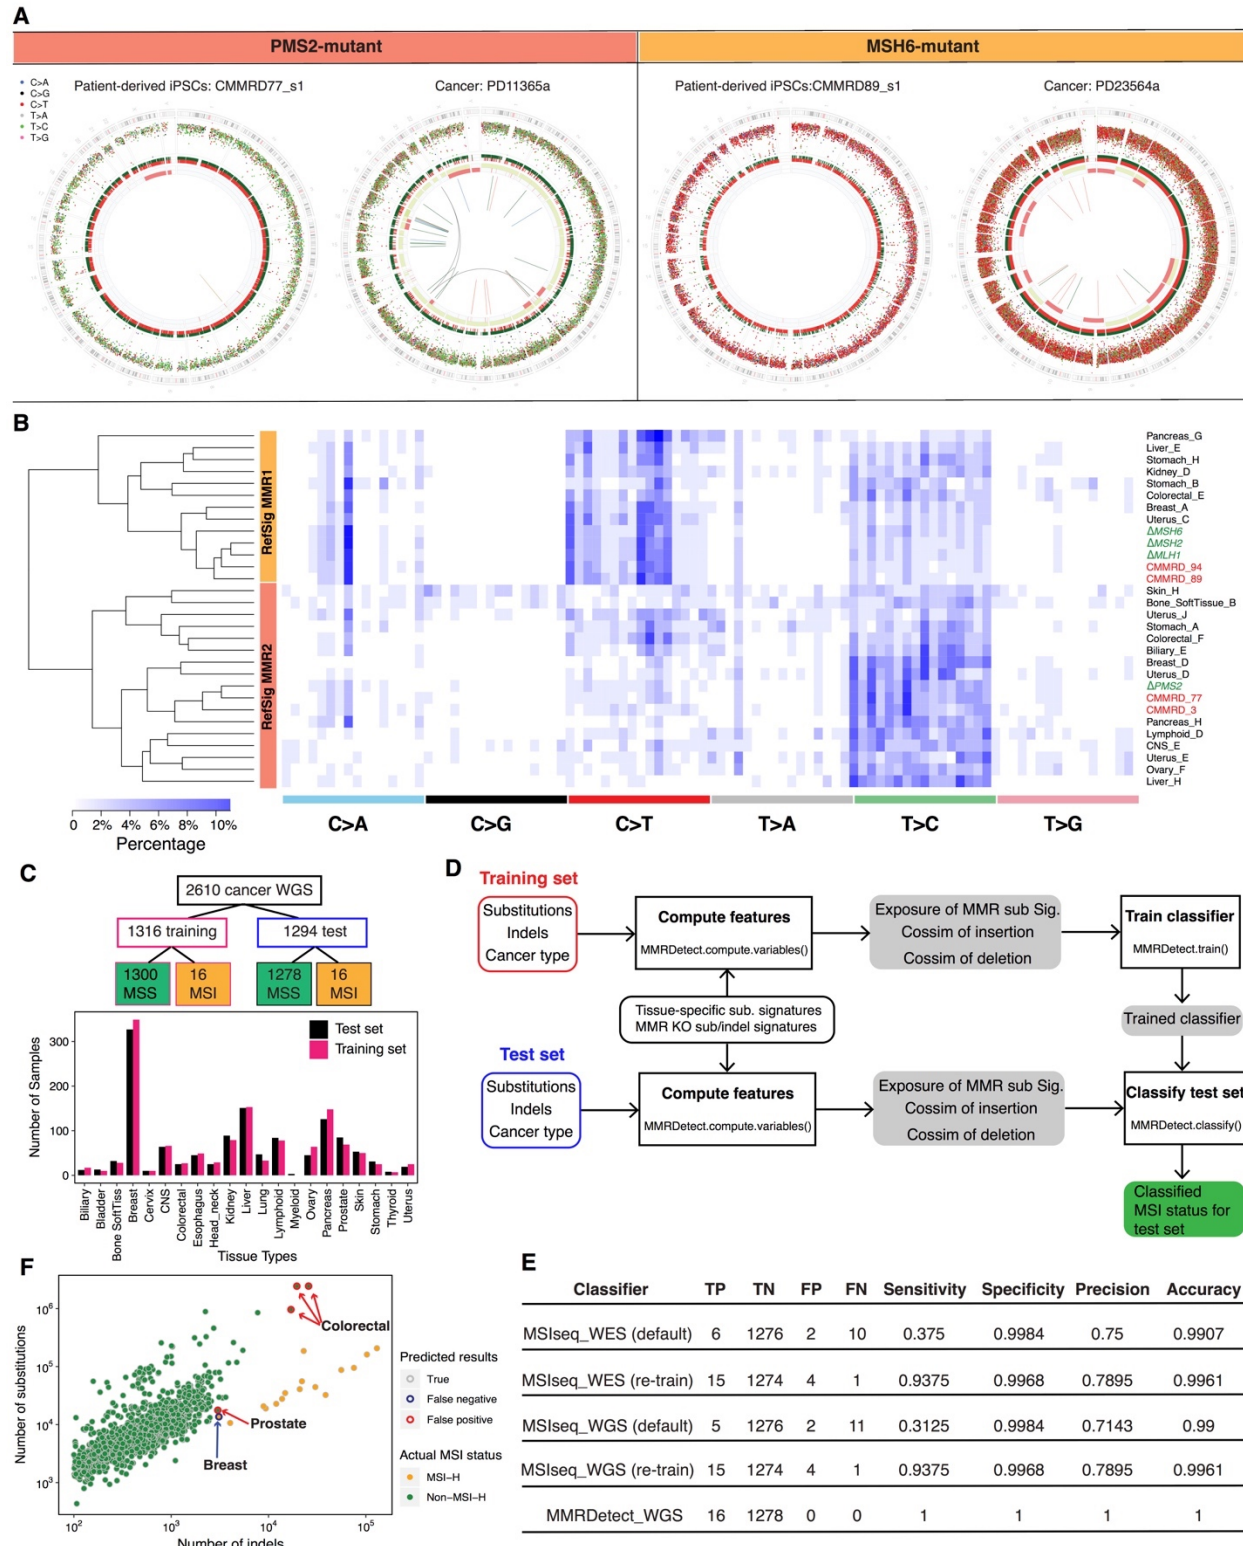 A
PMS2-mutant
MSH6-mutant
C>A
C>G
C>T
T>A
T>C
T>G
Patient-derived iPSCs: CMMRD77_s1
Cancer: PD11365a
Patient-derived iPSCs:CMMRD89_s1
Cancer: PD23564a
B
RefSig MMR1
RefSig MMR2
Pancreas_G
Liver_E
Stomach_H
Kidney_D
Stomach_B
Colorectal_E
Breast_A
Uterus_C
ΔMSH6
ΔMSH2
ΔMLH1
CMMRD_94
CMMRD_89
Skin_H
Bone_SoftTissue_B
Uterus_J
Stomach_A
Colorectal_F
Biliary_E
Breast_D
Uterus_D
ΔPMS2
CMMRD_77
CMMRD_3
Pancreas_H
Lymphoid_D
CNS_E
Uterus_E
Ovary_F
Liver_H
0 2% 6% 10%
Percentage
C>A C>G C>T T>A T>C T>G
C
2610 cancer WGS
1316 training
1294 test
1300 MSS
16 MSI
1278 MSS
16 MSI
Number of Samples
300
200
100
0
Test set
Training set
Biliary
Bladder
Bone SoftTiss
Breast
Cervix
CNS
Colorectal
Esophagus
Head_neck
Kidney
Liver
Lung
Lymphoid
Myeloid
Ovary
Pancreas
Prostate
Skin
Stomach
Thyroid
Uterus
Tissue Types
D
Training set
Substitutions
Indels
Cancer type
Compute features
MMRDetect.compute.variables()
Exposure of MMR sub Sig.
Cossim of insertion
Cossim of deletion
Train classifier
MMRDetect.train()
Tissue-specific sub. signatures
MMR KO sub/indel signatures
Trained classifier
Test set
Substitutions
Indels
Cancer type
Compute features
MMRDetect.compute.variables()
Exposure of MMR sub Sig.
Cossim of insertion
Cossim of deletion
Classify test set
MMRDetect.classify()
Classified
MSI status for
test set
F
Number of substitutions
10⁶
10⁵
10⁴
10³
10² 10³ 10⁴ 10⁵
Number of indels
Colorectal
Prostate
Breast
Predicted results
True
False negative
False positive
Actual MSI status
MSI–H
Non–MSI–H
E
Classifier TP TN FP FN Sensitivity Specificity Precision Accuracy
MSIseq_WES (default) 6 1276 2 10 0.375 0.9984 0.75 0.9907
MSIseq_WES (re-train) 15 1274 4 1 0.9375 0.9968 0.7895 0.9961
MSIseq_WGS (default) 5 1276 2 11 0.3125 0.9984 0.7143 0.99
MSIseq_WGS (re-train) 15 1274 4 1 0.9375 0.9968 0.7895 0.9961
MMRDetect_WGS 16 1278 0 0 1 1 1 1